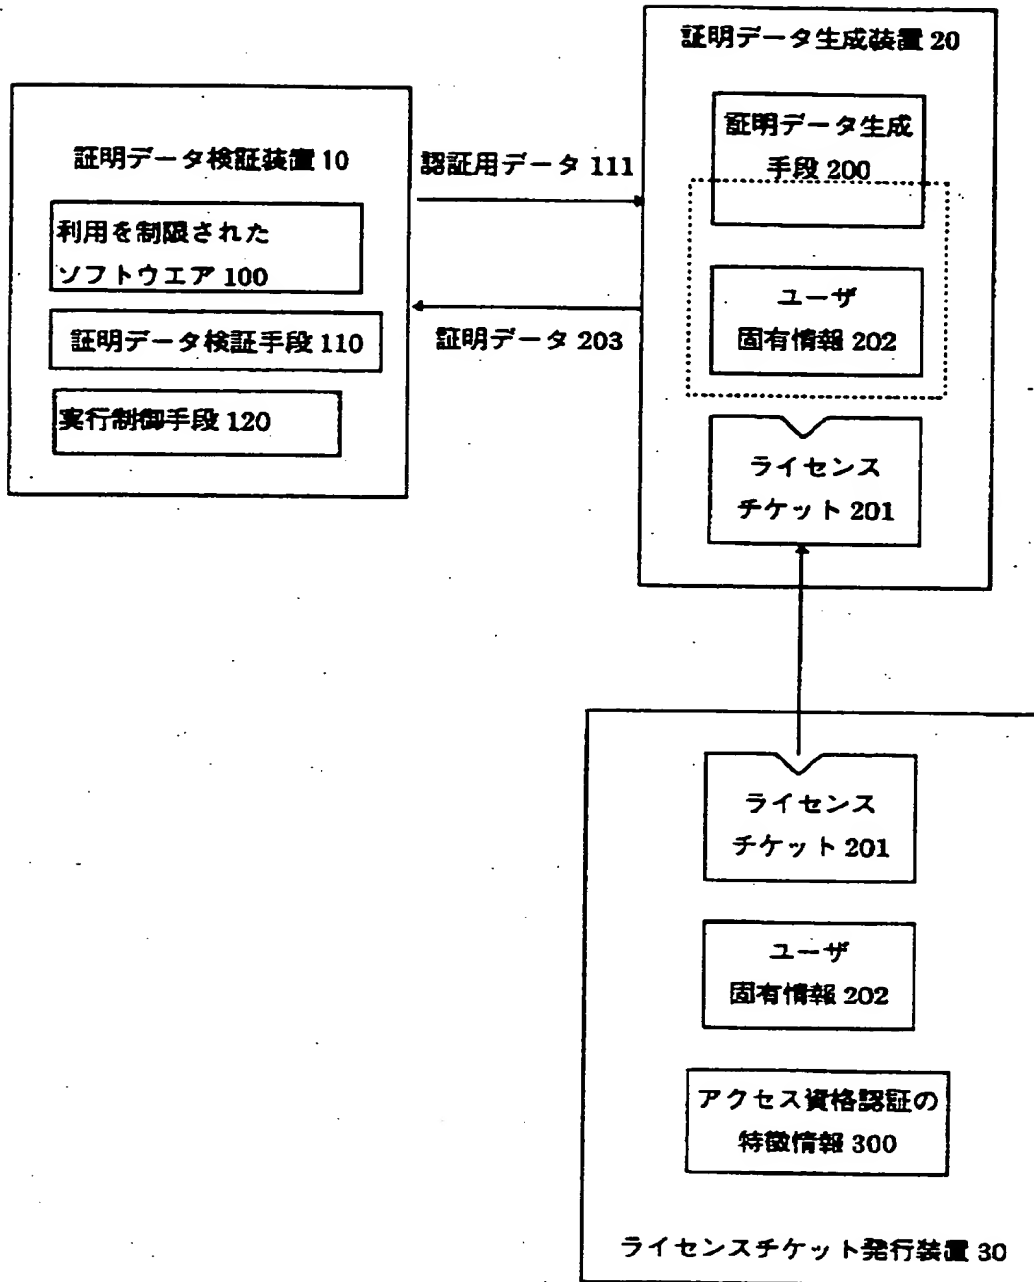 証明データ検証装置 10
利用を制限された
ソフトウエア 100
証明データ検証手段 110
実行制御手段 120
認証用データ 111
証明データ 203
証明データ生成装置 20
証明データ生成
手段 200
ユーザ
固有情報 202
ライセンス
チケット 201
ライセンス
チケット 201
ユーザ
固有情報 202
アクセス資格認証の
特徴情報 300
ライセンスチケット発行装置 30